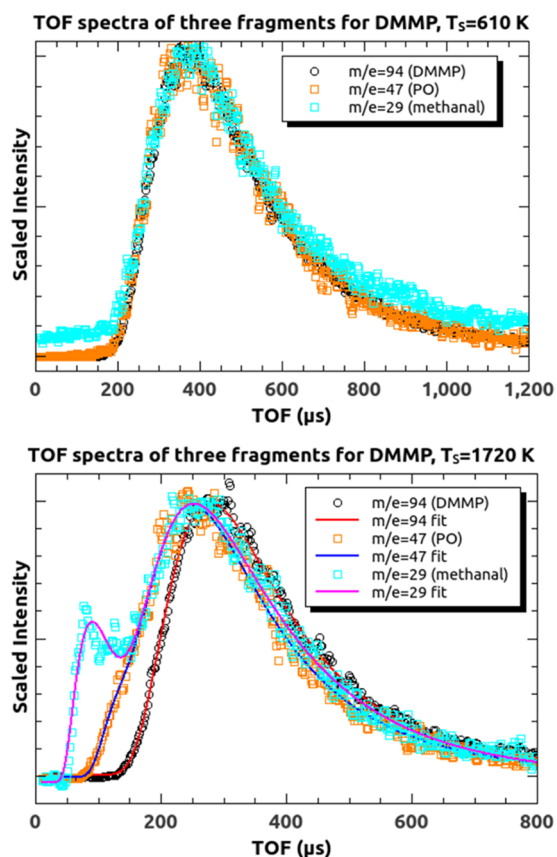 TOF spectra of three fragments for DMMP, Tₛ=610 K
m/e=94 (DMMP)
m/e=47 (PO)
m/e=29 (methanal)
Scaled Intensity
0 200 400 600 800 1,000 1,200
TOF (µs)
TOF spectra of three fragments for DMMP, Tₛ=1720 K
m/e=94 (DMMP)
m/e=94 fit
m/e=47 (PO)
m/e=47 fit
m/e=29 (methanal)
m/e=29 fit
Scaled Intensity
0 200 400 600 800
TOF (µs)